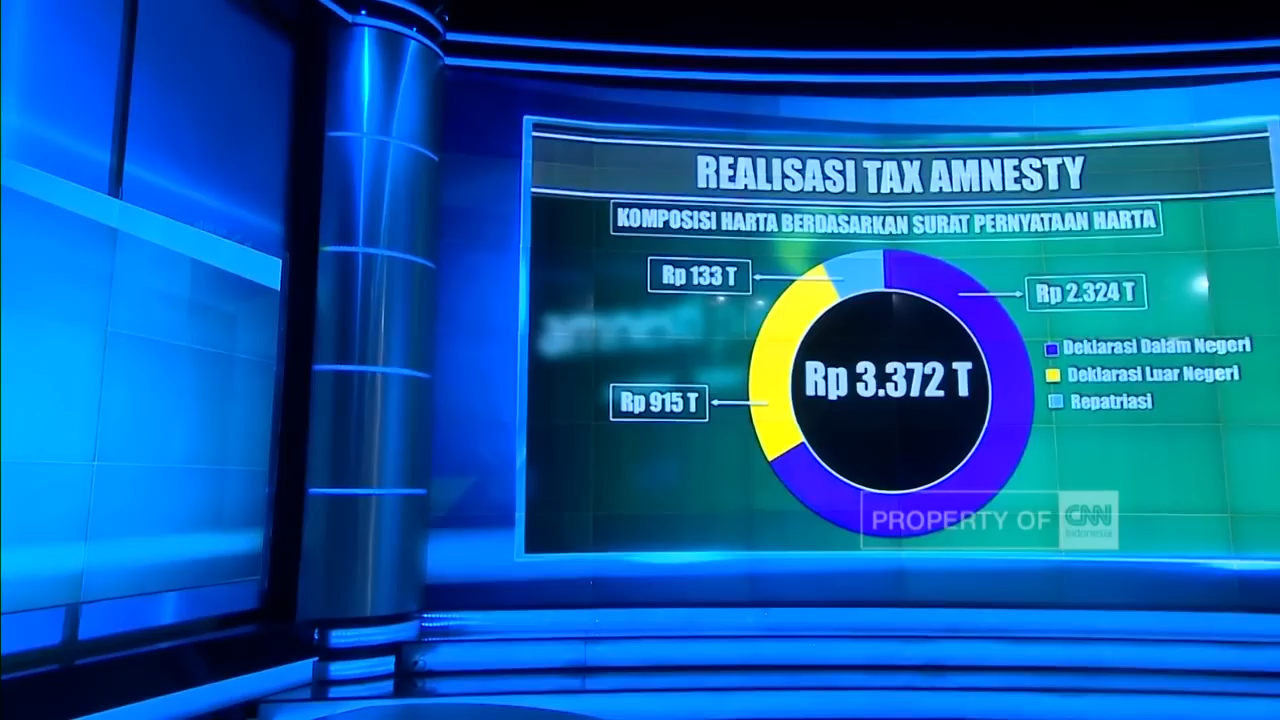 REALISASI TAX AMNESTY
KOMPOSISI HARTA BERDASARKAN SURAT PERNYATAAN HARTA
Rp 133 T
Rp 2.324 T
Deklarasi Dalam Negeri
Deklarasi Luar Negeri
Repatriasi
Rp 3.372 T
Rp 915 T
PROPERTY OF CNN
Indonesia